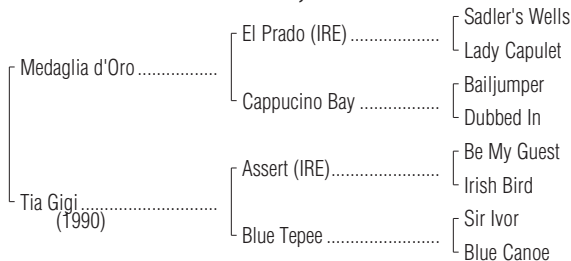 Sadler's Wells
El Prado (IRE) ....................
Lady Capulet
Medaglia d'Oro .................
Bailjumper
Cappucino Bay ...................
Dubbed In
Be My Guest
Assert (IRE)........................
Irish Bird
Tia Gigi.............................
(1990)
Sir Ivor
Blue Tepee .........................
Blue Canoe